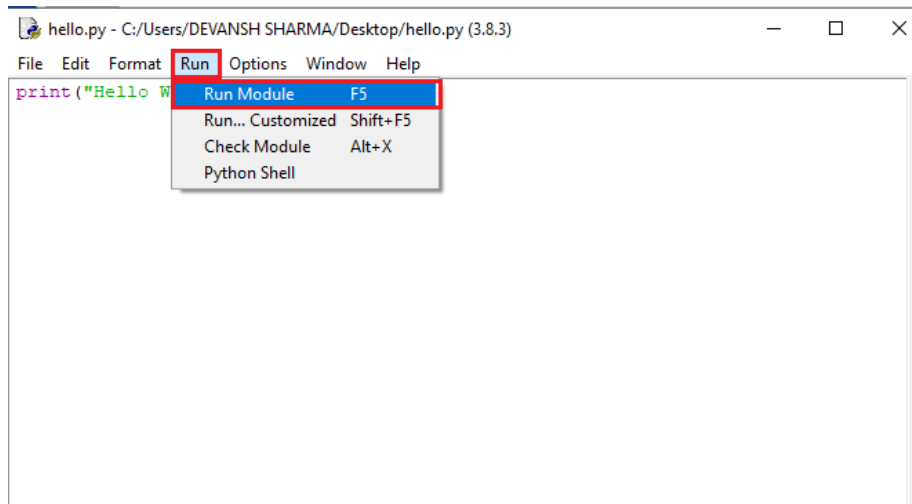 hello.py - C:/Users/DEVANSH SHARMA/Desktop/hello.py (3.8.3)
File Edit Format Run Options Window Help
print("Hello W
Run Module F5
Run... Customized Shift+F5
Check Module Alt+X
Python Shell